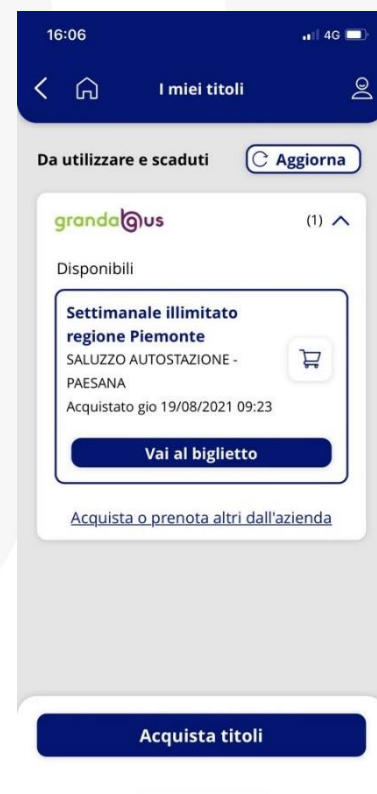 16:06
4G
I miei titoli
Da utilizzare e scaduti
Aggiorna
grandabus
(1)
Disponibili
Settimanale illimitato
regione Piemonte
SALUZZO AUTOSTAZIONE -
PAESANA
Acquistato gio 19/08/2021 09:23
Vai al biglietto
Acquista o prenota altri dall'azienda
Acquista titoli